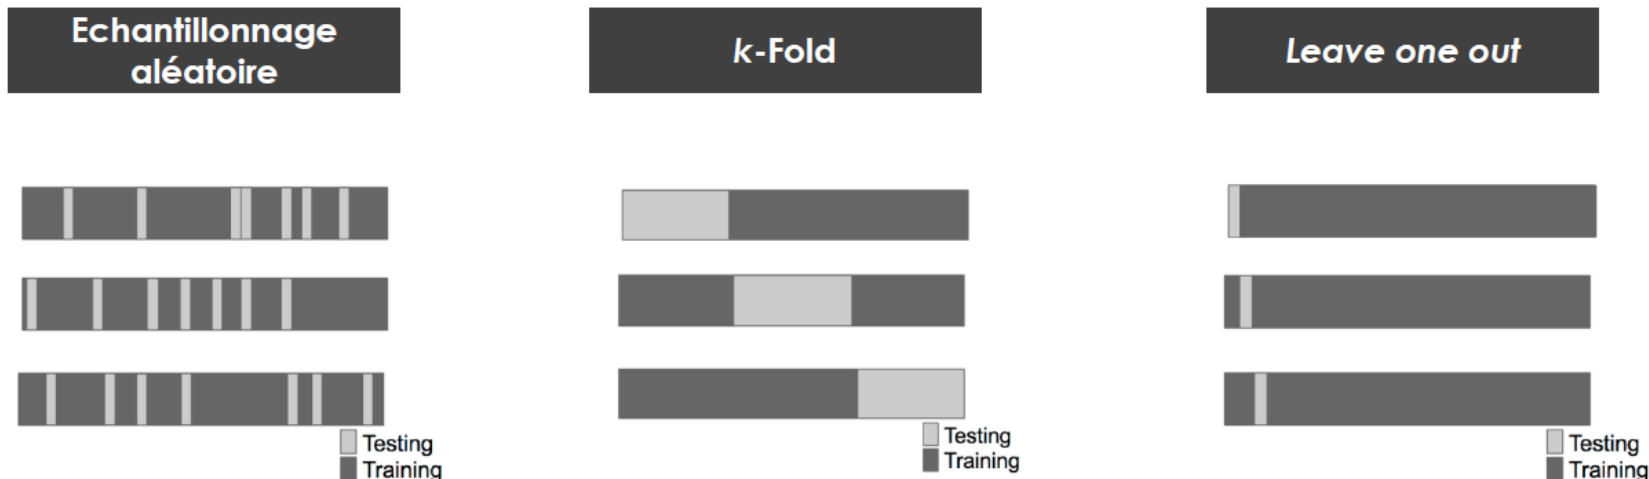 Echantillonnage
aléatoire
k-Fold
Leave one out
Testing
Training
Testing
Training
Testing
Training